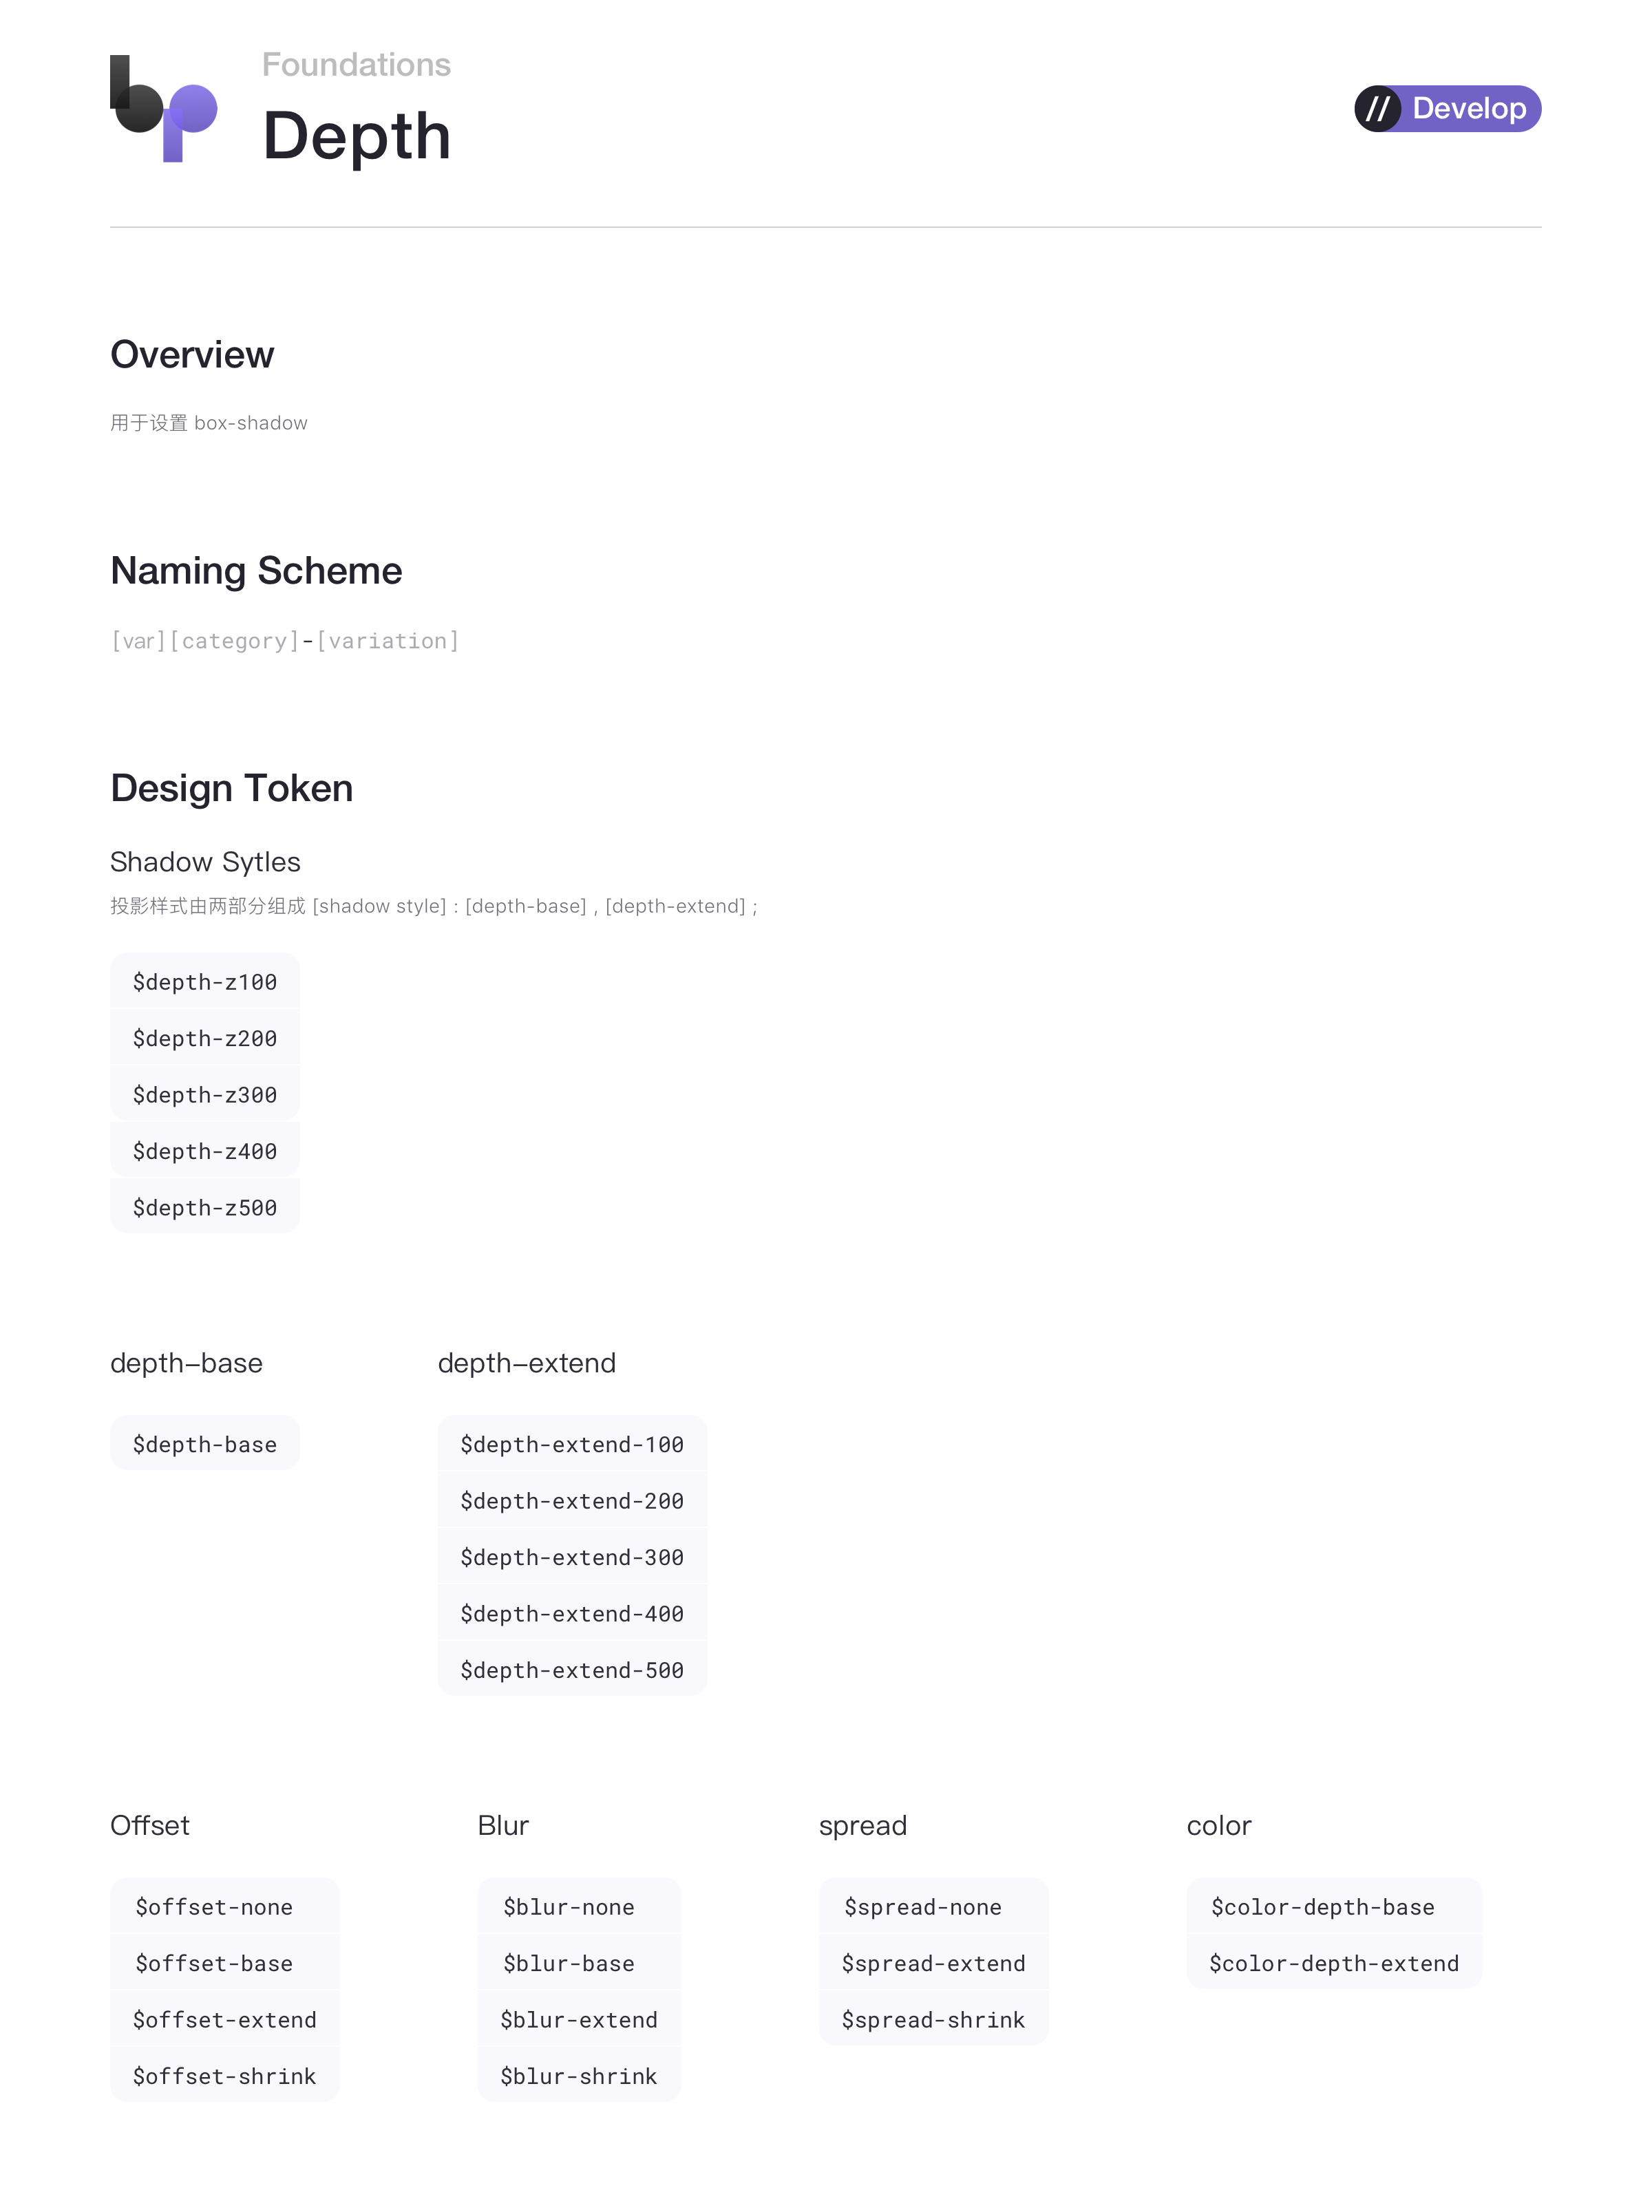 bp
Foundations
Depth
// Develop
Overview
用于设置 box-shadow
Naming Scheme
[var][category]-[variation]
Design Token
Shadow Sytles
投影样式由两部分组成 [shadow style] : [depth-base] , [depth-extend] ;
$depth-z100
$depth-z200
$depth-z300
$depth-z400
$depth-z500
depth–base
$depth-base
depth–extend
$depth-extend-100
$depth-extend-200
$depth-extend-300
$depth-extend-400
$depth-extend-500
Offset
$offset-none
$offset-base
$offset-extend
$offset-shrink
Blur
$blur-none
$blur-base
$blur-extend
$blur-shrink
spread
$spread-none
$spread-extend
$spread-shrink
color
$color-depth-base
$color-depth-extend